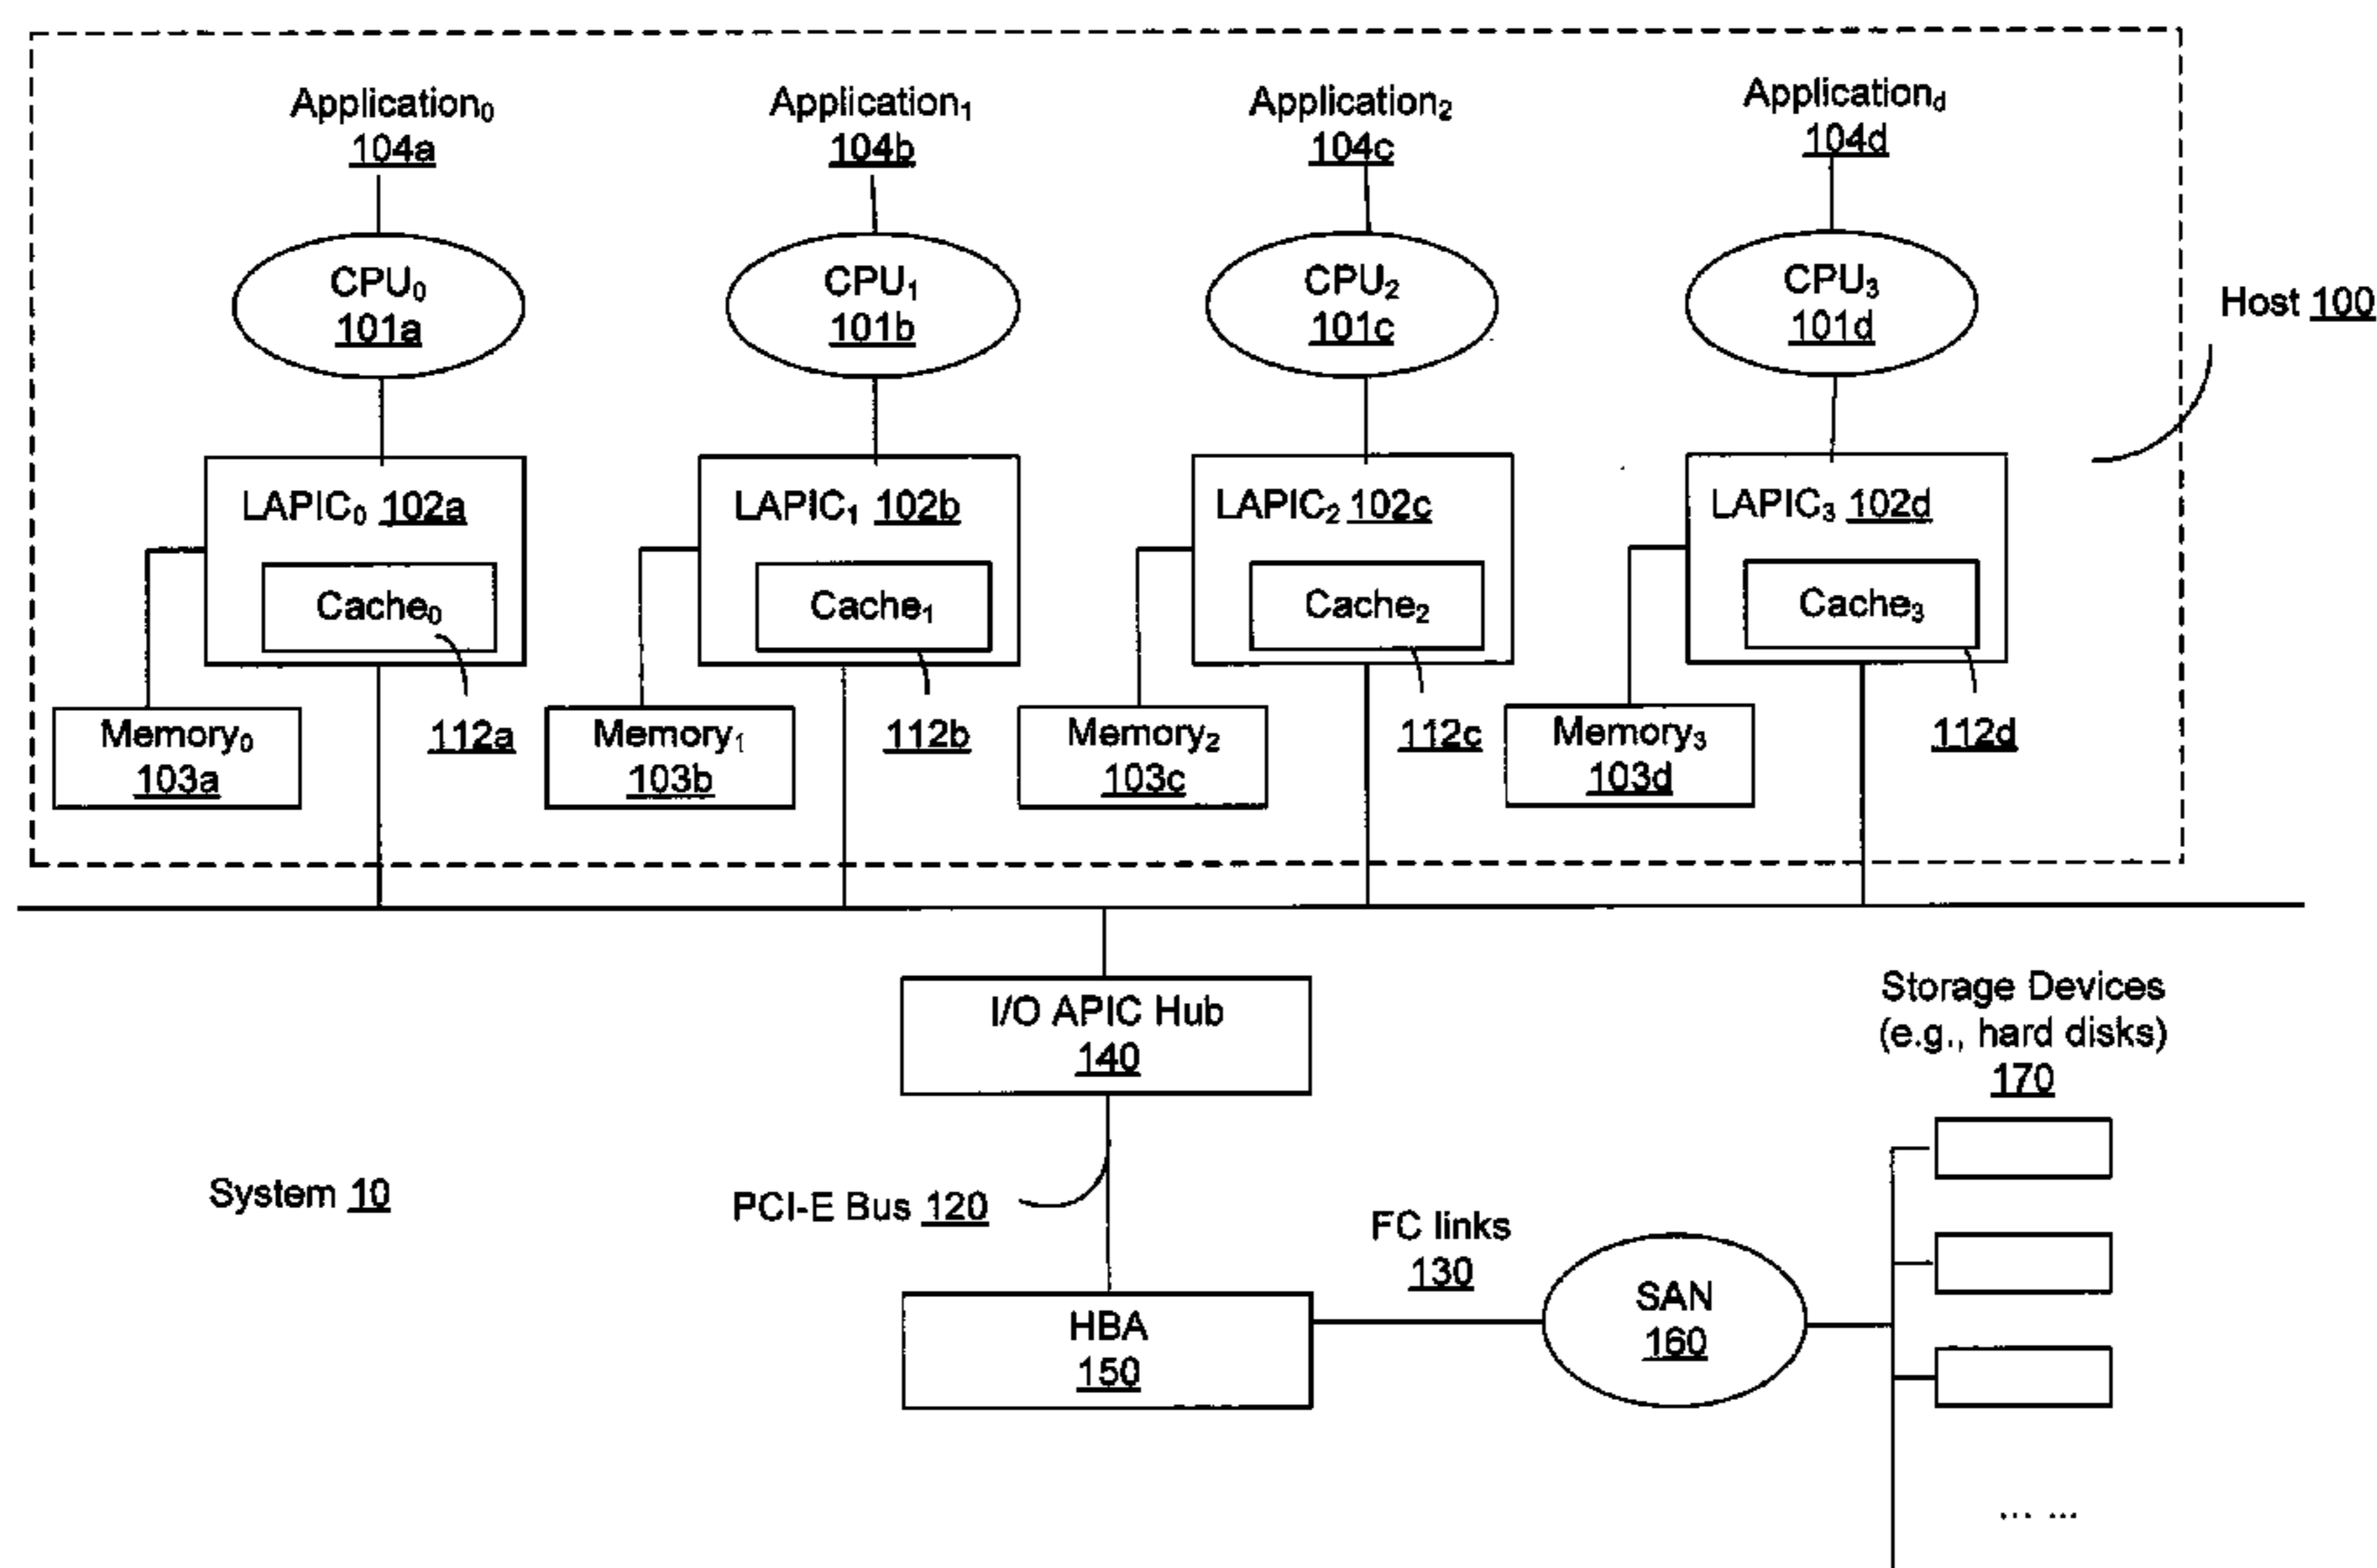 Application₀
104a
Application₁
104b
Application₂
104c
Application_d
104d
CPU₀
101a
CPU₁
101b
CPU₂
101c
CPU₃
101d
Host 100
LAPIC₀ 102a
LAPIC₁ 102b
LAPIC₂ 102c
LAPIC₃ 102d
Cache₀
Cache₁
Cache₂
Cache₃
Memory₀
103a
112a
Memory₁
103b
112b
Memory₂
103c
112c
Memory₃
103d
112d
I/O APIC Hub
140
Storage Devices
(e.g., hard disks)
170
System 10
PCI-E Bus 120
FC links
130
HBA
150
SAN
160
... ...